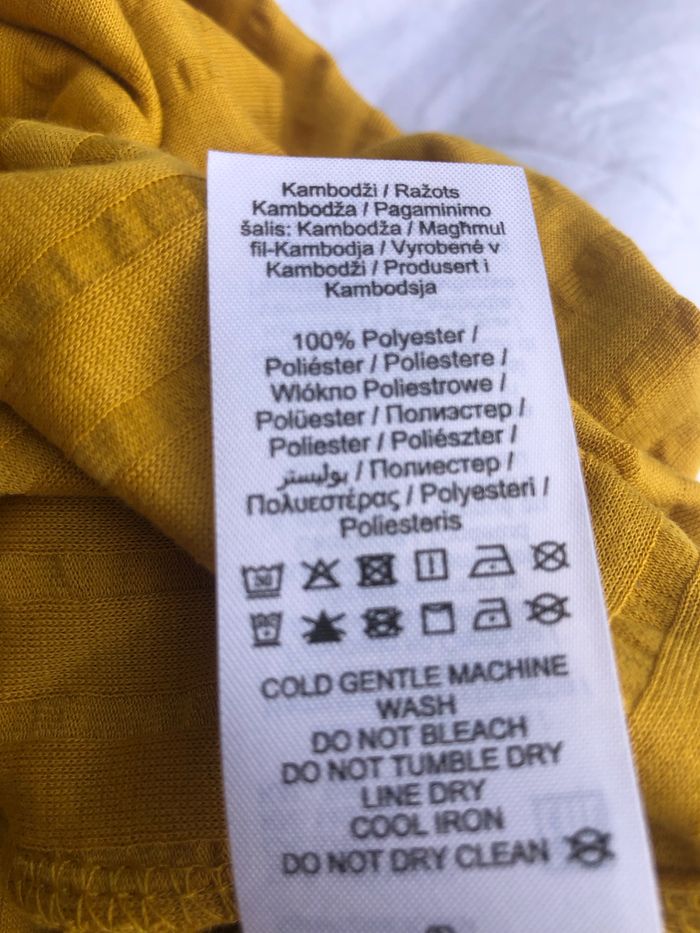 Kambodži / Ražots
Kambodža / Pagaminimo
šalis: Kambodža / Magħmul
fil-Kambodja / Vyrobené v
Kambodži / Produsert i
Kambodsja
100% Polyester /
Poliéster / Poliestere /
Wlókno Poliestrowe /
Polüester / Полиэстер /
Poliester / Poliészter /
بوليستر / Полиестер /
Πολυεστέρας / Polyesteri /
Poliesteris
COLD GENTLE MACHINE
WASH
DO NOT BLEACH
DO NOT TUMBLE DRY
LINE DRY
COOL IRON
DO NOT DRY CLEAN